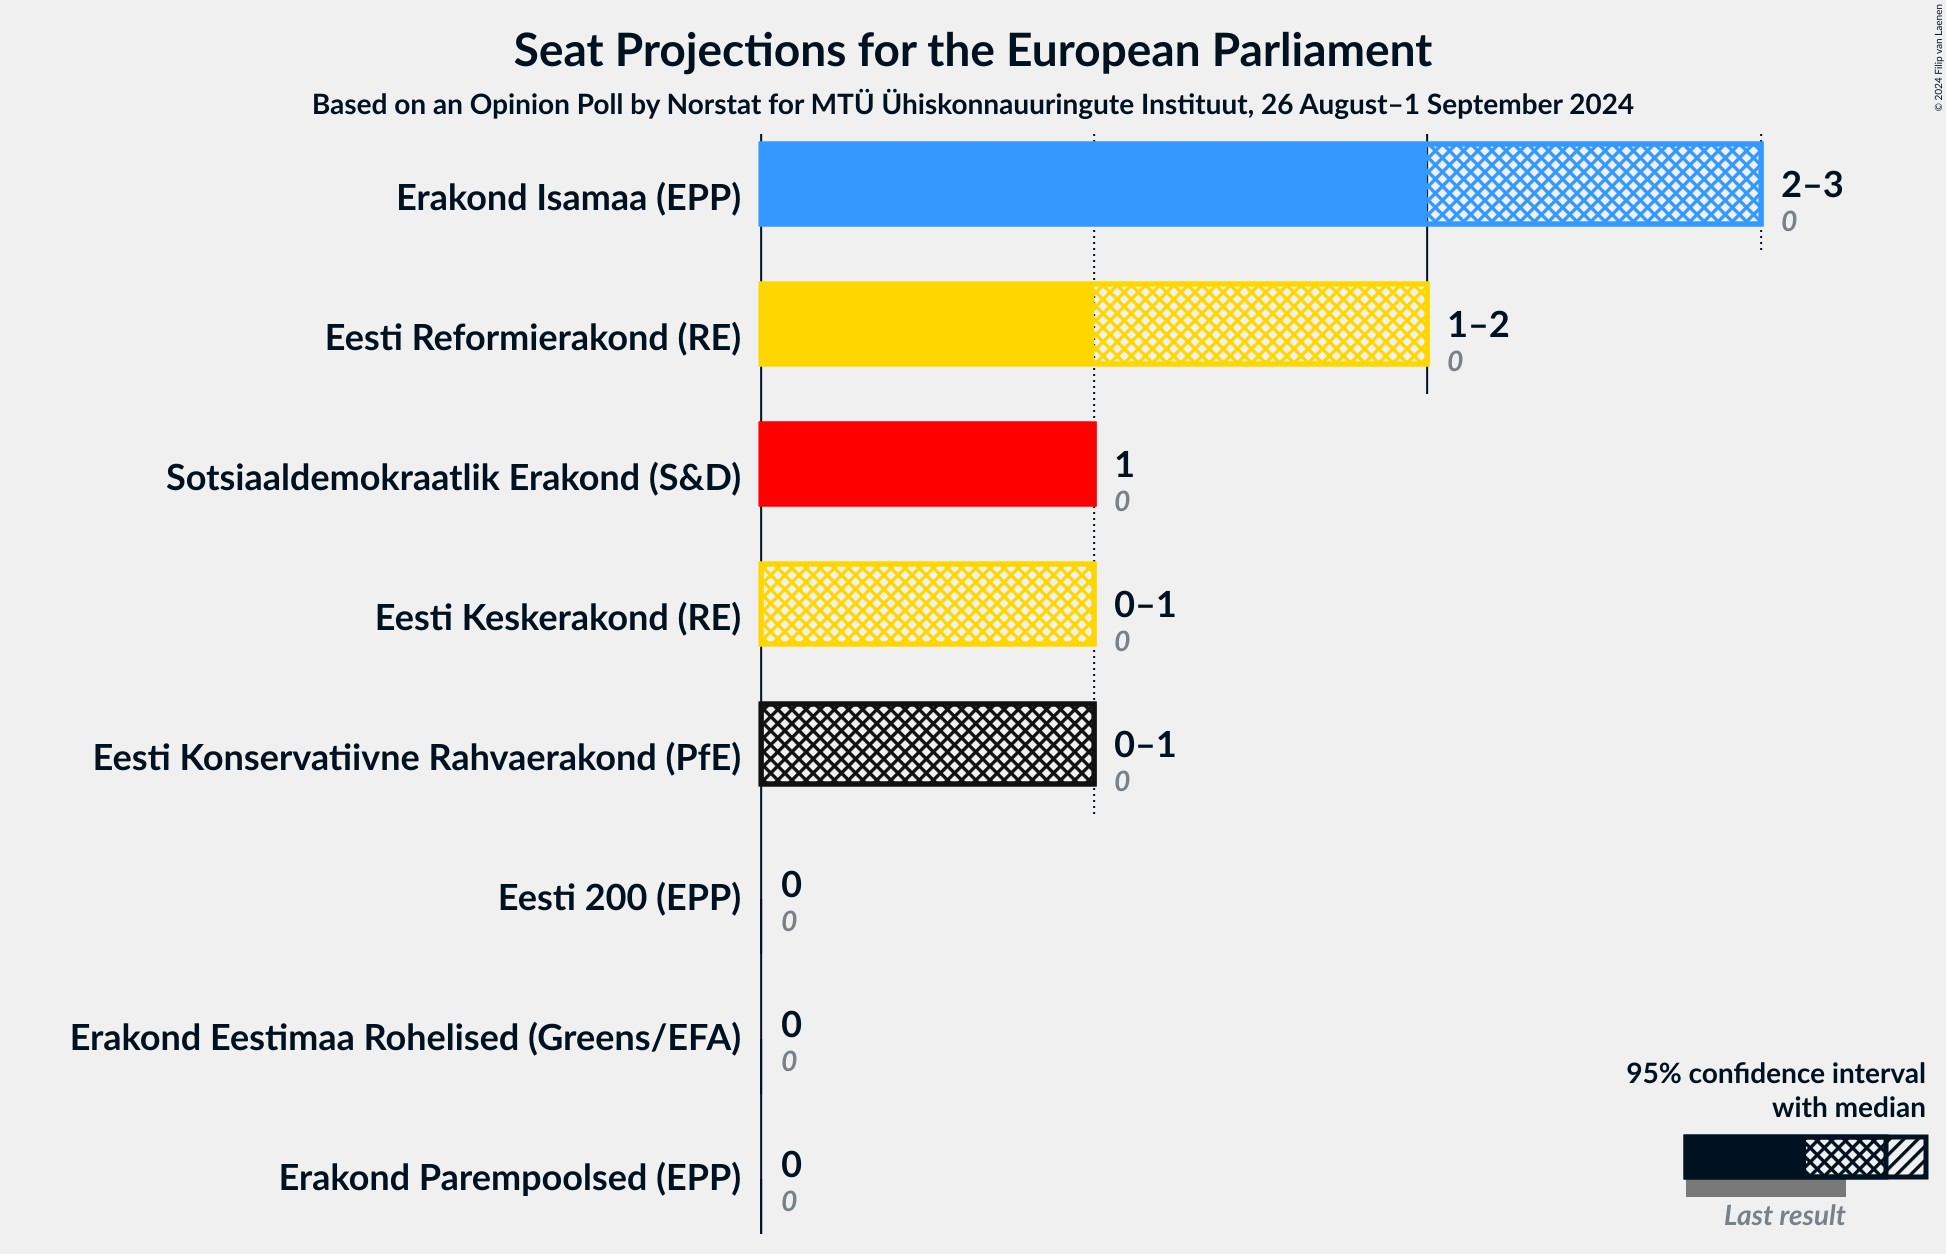 Seat Projections for the European Parliament
Based on an Opinion Poll by Norstat for MTÜ Ühiskonnauuringute Instituut, 26 August–1 September 2024
© 2024 Filip van Laenen
Erakond Isamaa (EPP)
2–3
0
Eesti Reformierakond (RE)
1–2
0
Sotsiaaldemokraatlik Erakond (S&D)
1
0
Eesti Keskerakond (RE)
0–1
0
Eesti Konservatiivne Rahvaerakond (PfE)
0–1
0
Eesti 200 (EPP)
0
0
Erakond Eestimaa Rohelised (Greens/EFA)
0
0
Erakond Parempoolsed (EPP)
0
0
95% confidence interval
with median
Last result